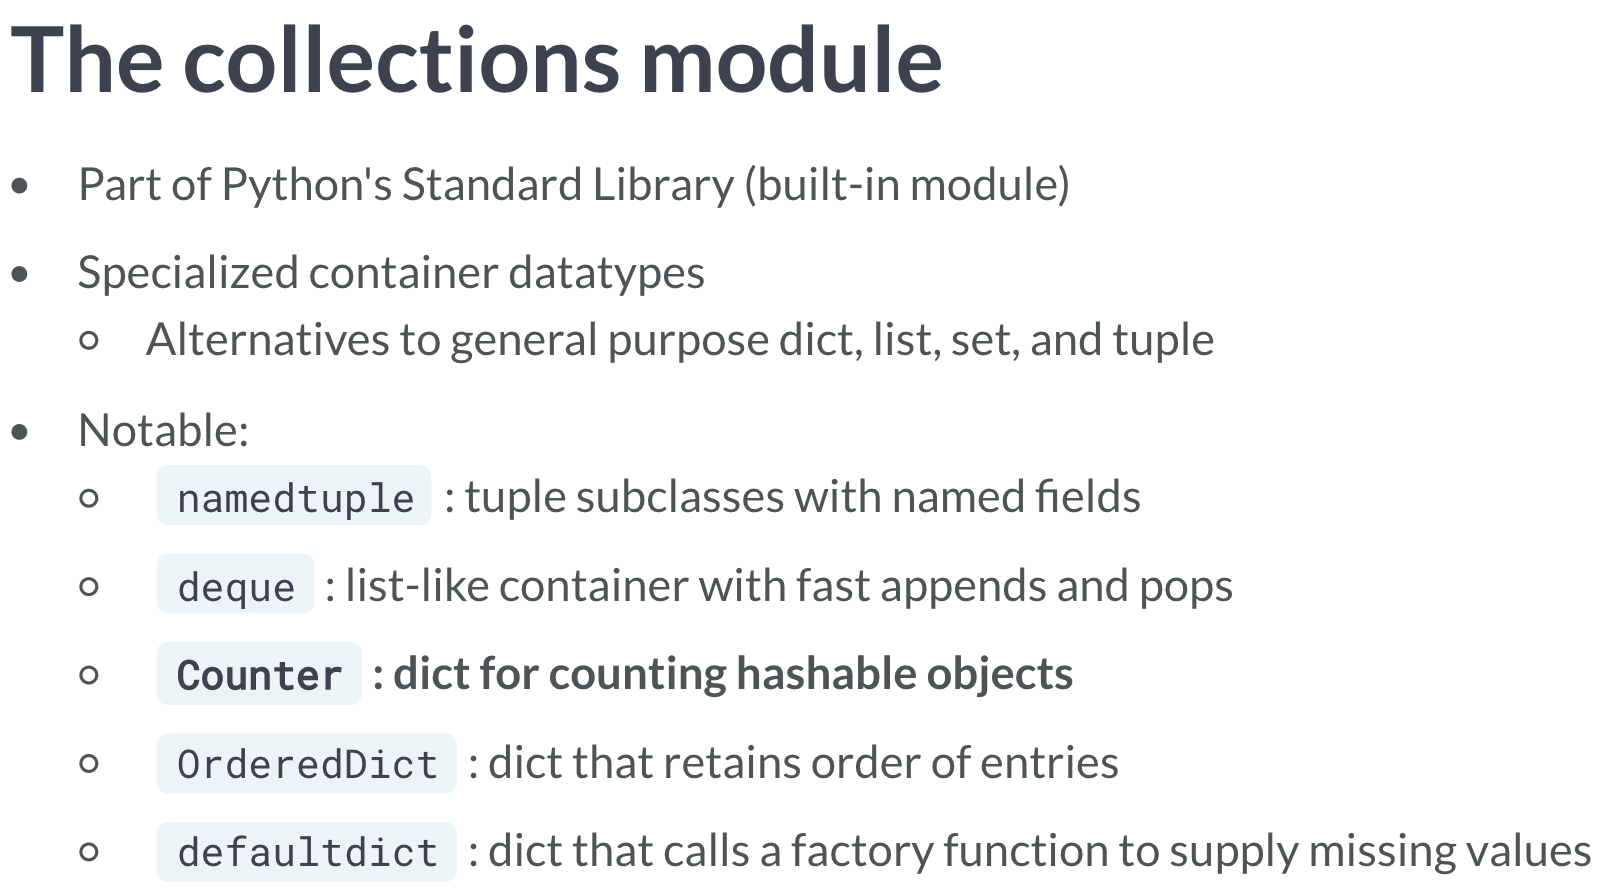 The collections module
• Part of Python's Standard Library (built-in module)
• Specialized container datatypes
○ Alternatives to general purpose dict, list, set, and tuple
• Notable:
○ namedtuple : tuple subclasses with named fields
○ deque : list-like container with fast appends and pops
○ Counter : dict for counting hashable objects
○ OrderedDict : dict that retains order of entries
○ defaultdict : dict that calls a factory function to supply missing values